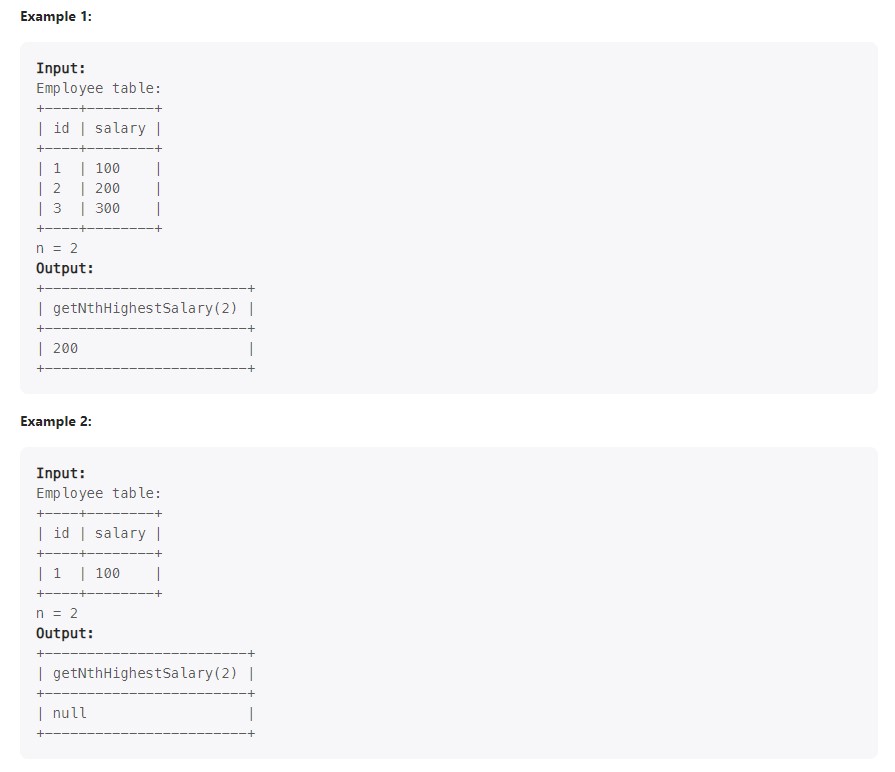 Example 1:
Input:
Employee table:
+----+--------+
| id | salary |
+----+--------+
| 1  | 100    |
| 2  | 200    |
| 3  | 300    |
+----+--------+
n = 2
Output:
+------------------------+
| getNthHighestSalary(2) |
+------------------------+
| 200                    |
+------------------------+
Example 2:
Input:
Employee table:
+----+--------+
| id | salary |
+----+--------+
| 1  | 100    |
+----+--------+
n = 2
Output:
+------------------------+
| getNthHighestSalary(2) |
+------------------------+
| null                   |
+------------------------+